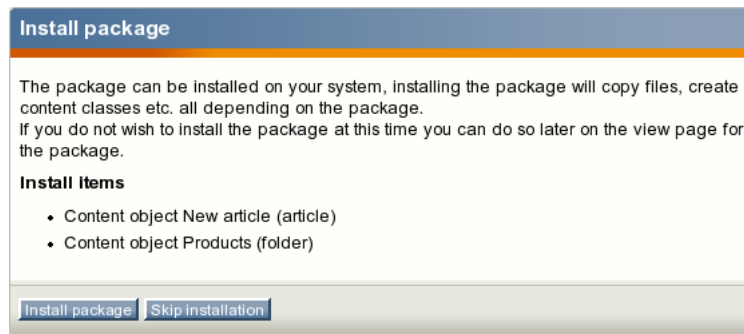 Install package
The package can be installed on your system, installing the package will copy files, create
content classes etc. all depending on the package.
If you do not wish to install the package at this time you can do so later on the view page for
the package.
Install items
• Content object New article (article)
• Content object Products (folder)
Install package Skip installation